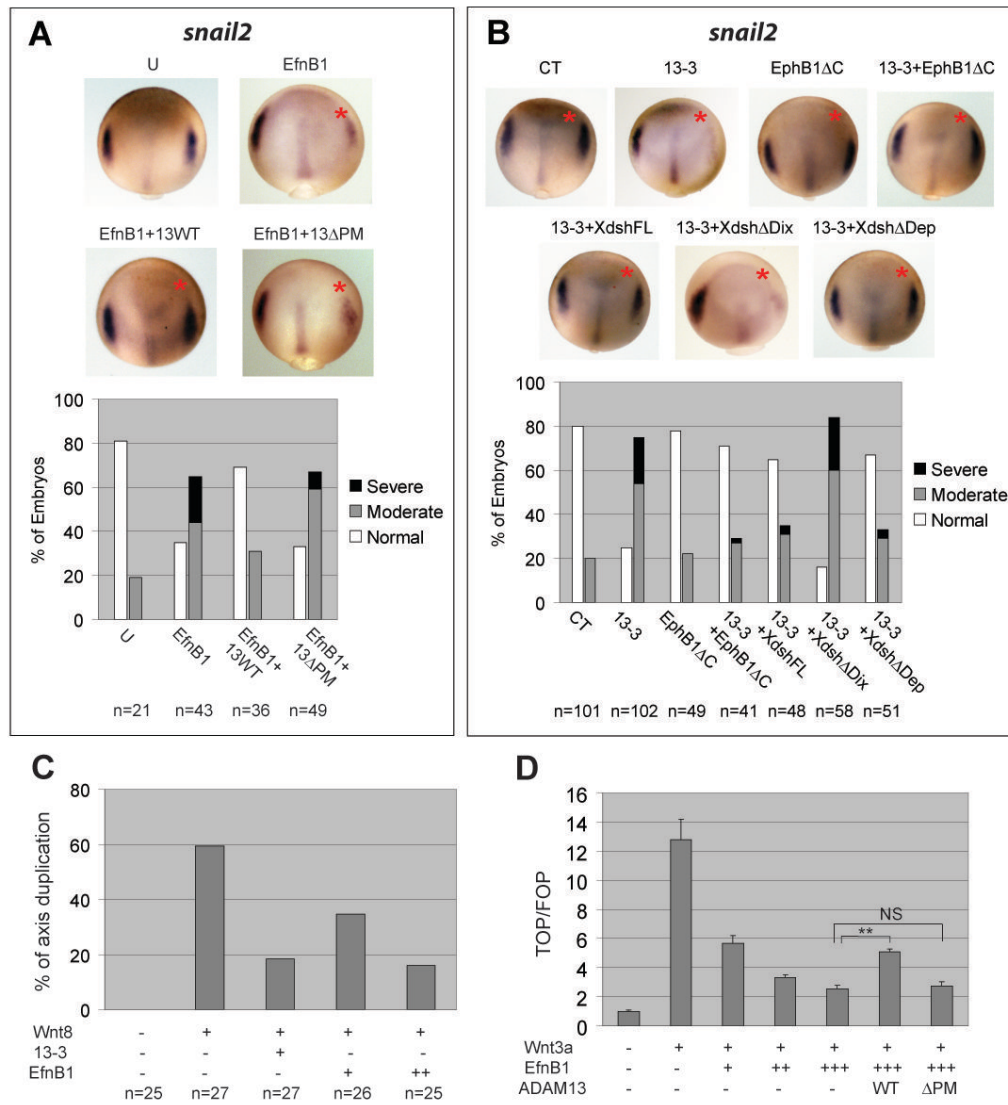 A
snail2
U
EfnB1
*
EfnB1+13WT
EfnB1+13ΔPM
*
*
% of Embryos
100
80
60
40
20
0
Severe
Moderate
Normal
U
EfnB1
EfnB1+
13WT
EfnB1+
13ΔPM
n=21
n=43
n=36
n=49
B
snail2
CT
13-3
EphB1ΔC
13-3+EphB1ΔC
*
*
*
*
13-3+XdshFL
13-3+XdshΔDix
13-3+XdshΔDep
*
*
*
% of Embryos
100
80
60
40
20
0
Severe
Moderate
Normal
CT
13-3
EphB1ΔC
13-3
+EphB1ΔC
13-3
+XdshFL
13-3
+XdshΔDix
13-3
+XdshΔDep
n=101
n=102
n=49
n=41
n=48
n=58
n=51
C
% of axis duplication
80
60
40
20
0
Wnt8 - + + + +
13-3 - - + - -
EfnB1 - - - + ++
n=25 n=27 n=27 n=26 n=25
D
TOP/FOP
16
14
12
10
8
6
4
2
0
NS
**
Wnt3a - + + + + + +
EfnB1 - - + ++ +++ +++ +++
ADAM13 - - - - - WT ΔPM